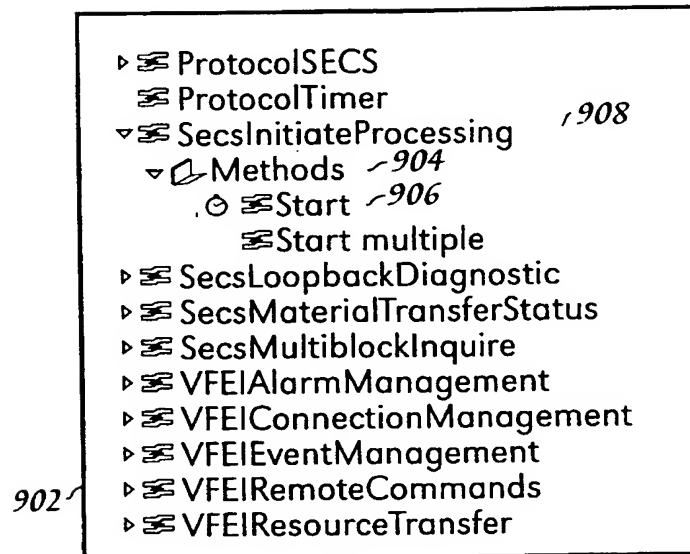 ProtocolSECS
ProtocolTimer
SecsInitiateProcessing 908
Methods 904
Start 906
Start multiple
SecsLoopbackDiagnostic
SecsMaterialTransferStatus
SecsMultiblockInquire
VFEIAlarmManagement
VFEIConnectionManagement
VFEIEventManagement
902 VFEIRemoteCommands
VFEIResourceTransfer